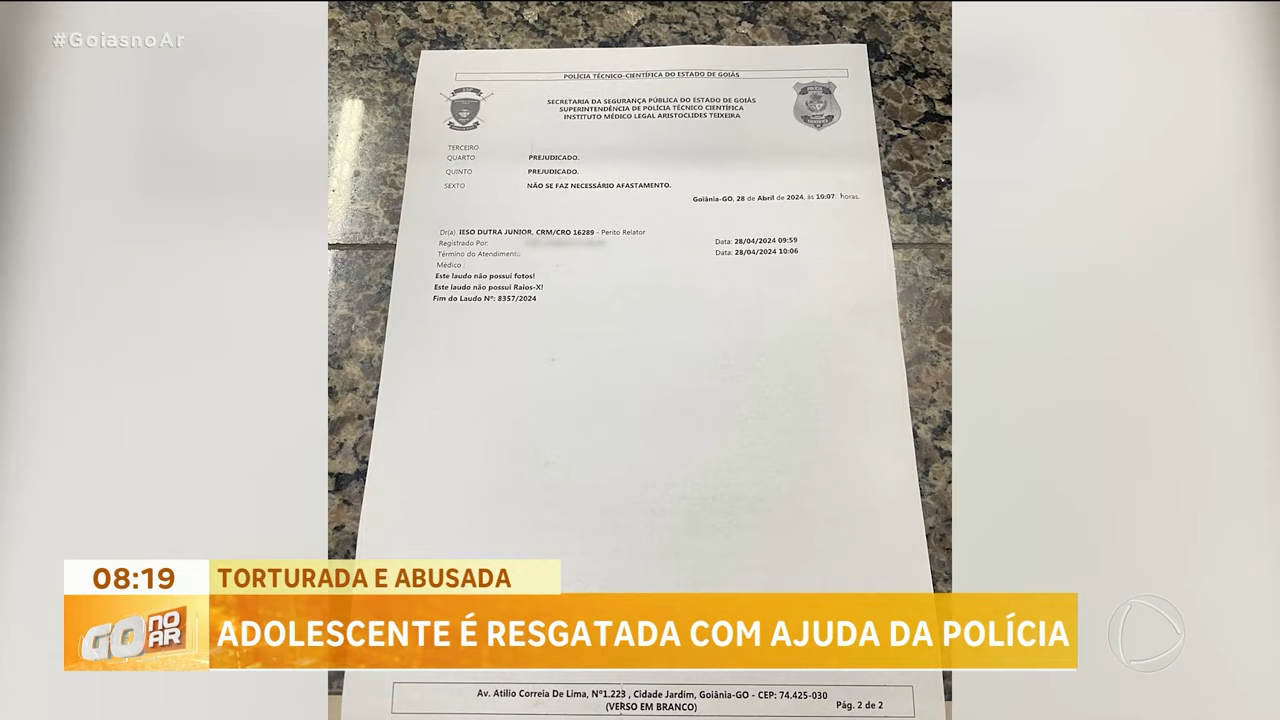 #GoiasnoAr
POLÍCIA TÉCNICO-CIENTÍFICA DO ESTADO DE GOIÁS
SECRETARIA DA SEGURANÇA PÚBLICA DO ESTADO DE GOIÁS
SUPERINTENDÊNCIA DE POLÍCIA TÉCNICO CIENTÍFICA
INSTITUTO MÉDICO LEGAL ARISTOCLIDES TEIXEIRA
TERCEIRO
QUARTO PREJUDICADO.
QUINTO PREJUDICADO.
SEXTO NÃO SE FAZ NECESSÁRIO AFASTAMENTO.
Goiânia-GO, 28 de Abril de 2024, às 10:07: horas.
Dr(a). IESO DUTRA JUNIOR, CRM/CRO 16289 - Perito Relator
Registrado Por: Data: 28/04/2024 09:59
Término do Atendimento: Data: 28/04/2024 10:06
Médico :
Este laudo não possui fotos!
Este laudo não possui Raios-X!
Fim do Laudo Nº: 8357/2024
08:19 TORTURADA E ABUSADA
GO NO AR
ADOLESCENTE É RESGATADA COM AJUDA DA POLÍCIA
Av. Atilio Correia De Lima, Nº1.223 , Cidade Jardim, Goiânia-GO - CEP: 74.425-030
(VERSO EM BRANCO)
Pág. 2 de 2